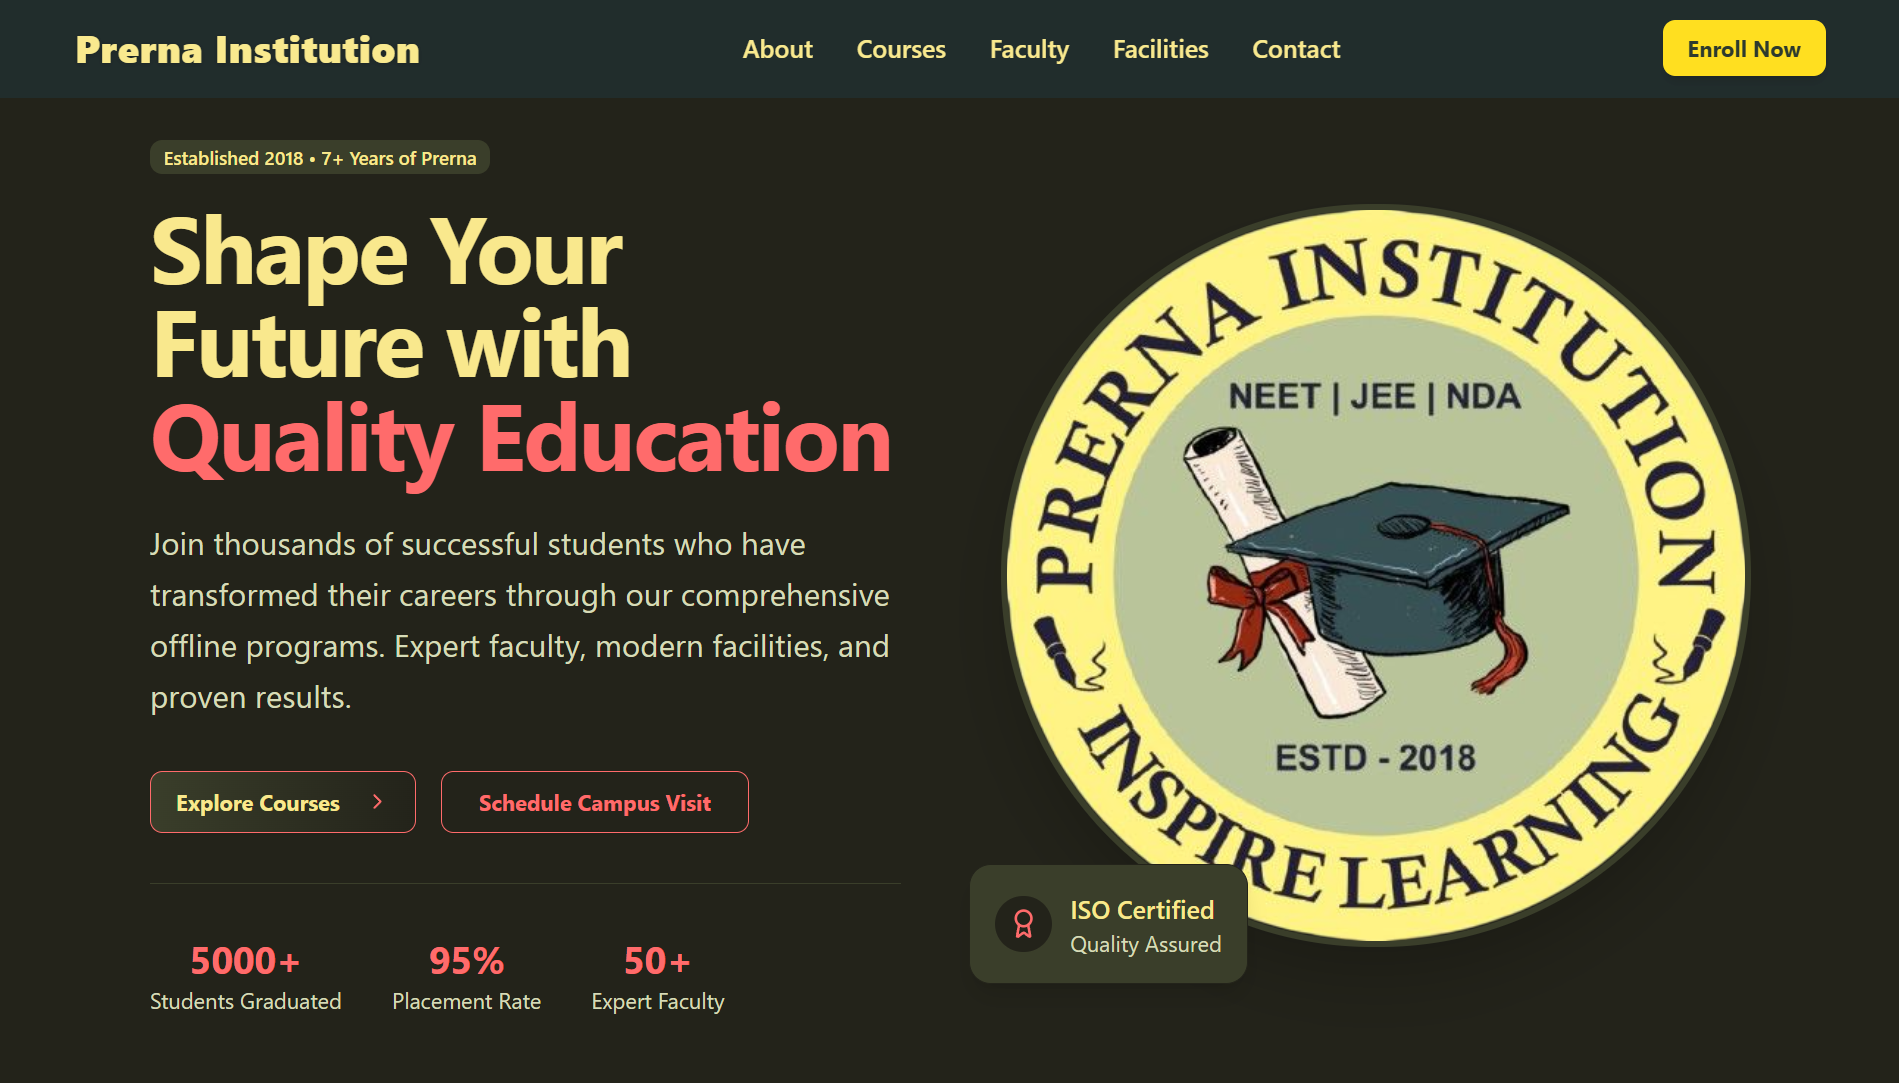 Prerna Institution
About
Courses
Faculty
Facilities
Contact
Enroll Now
Established 2018 • 7+ Years of Prerna
Shape Your
Future with
Quality Education
Join thousands of successful students who have
transformed their careers through our comprehensive
offline programs. Expert faculty, modern facilities, and
proven results.
Explore Courses
Schedule Campus Visit
5000+
Students Graduated
95%
Placement Rate
50+
Expert Faculty
PRERNA INSTITUTION
NEET | JEE | NDA
ESTD - 2018
INSPIRE LEARNING
ISO Certified
Quality Assured